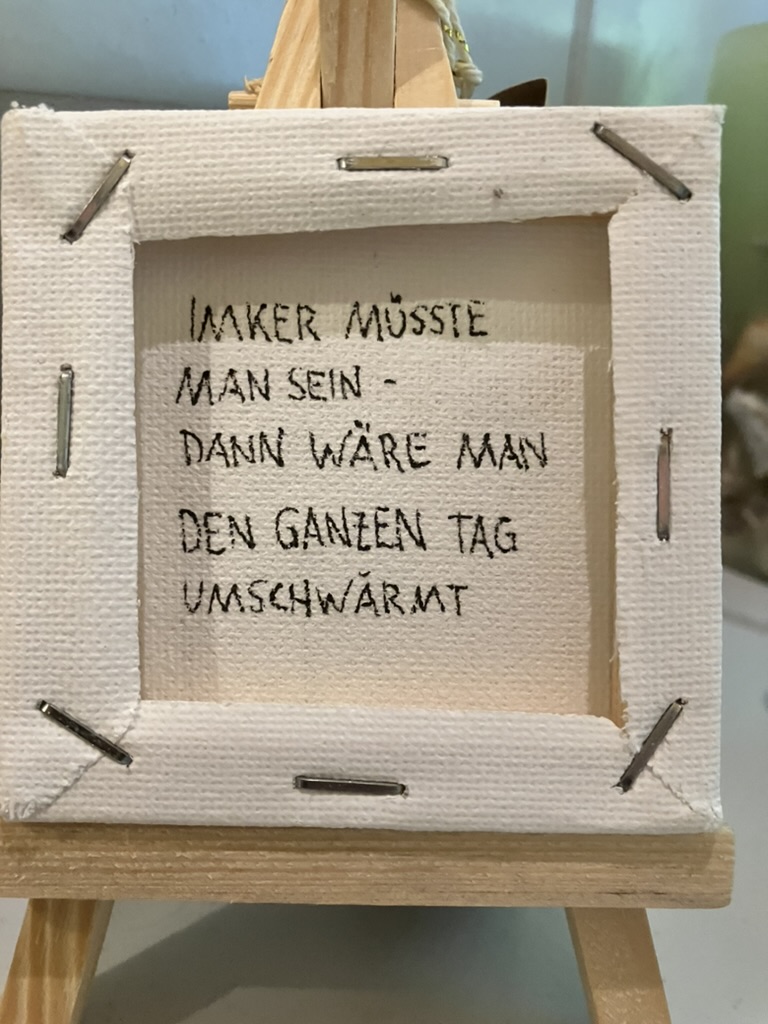 IMKER MÜSSTE
MAN SEIN -
DANN WÄRE MAN
DEN GANZEN TAG
UMSCHWÄRMT